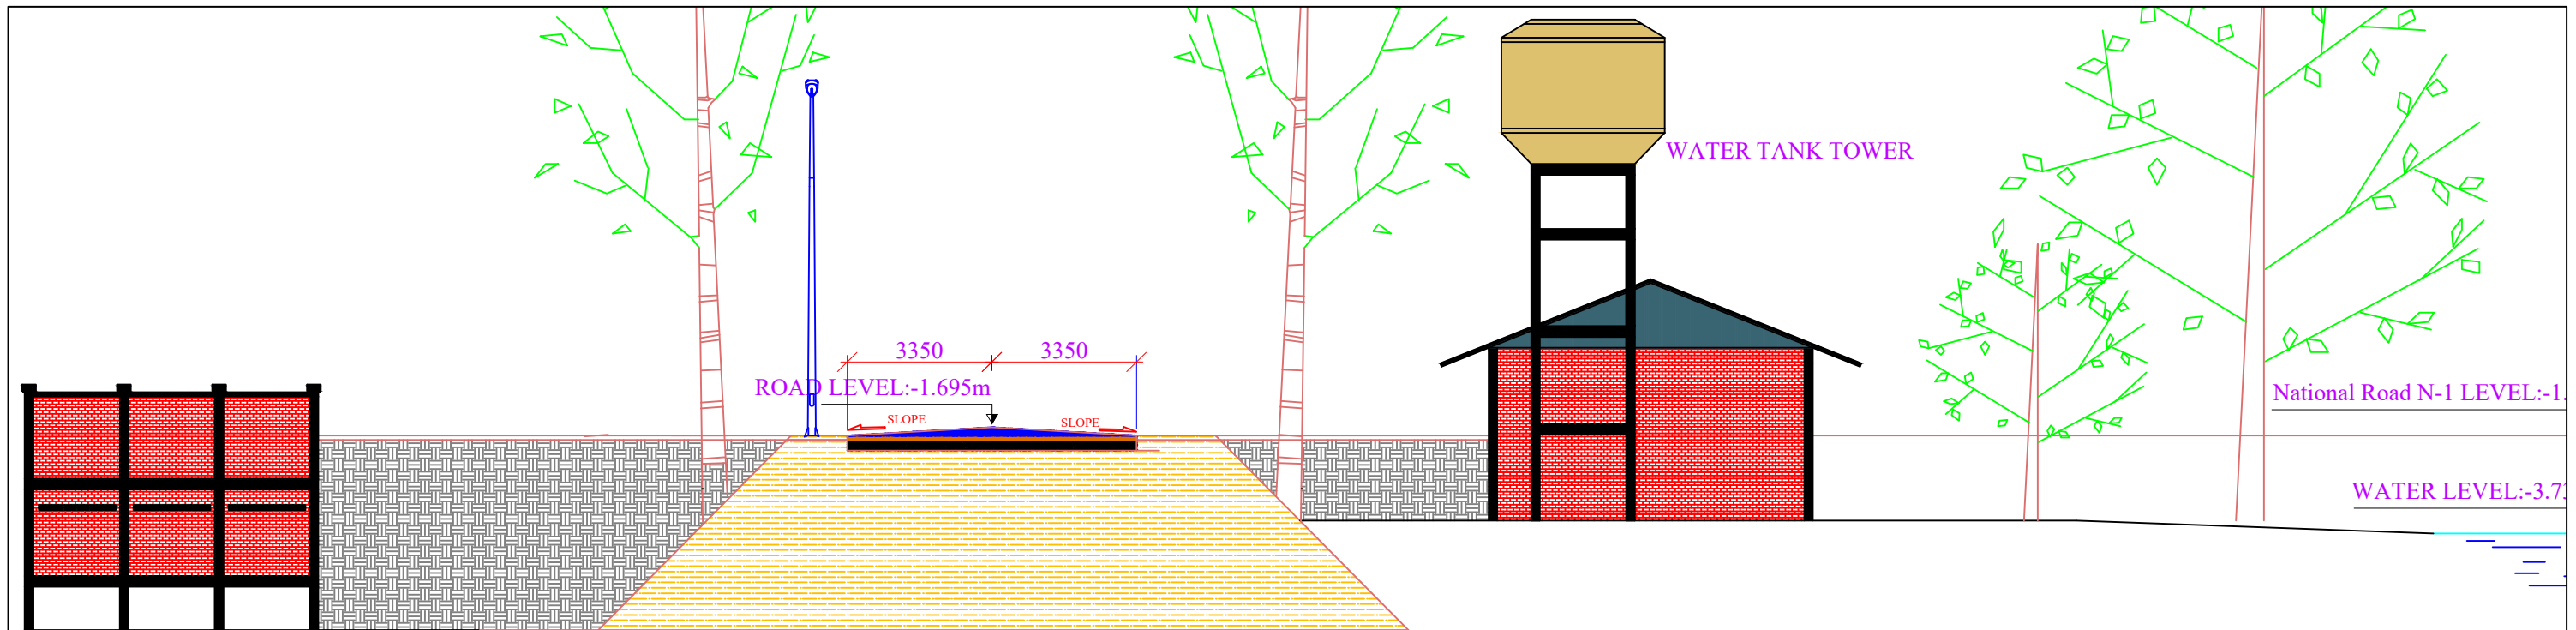 WATER TANK TOWER
3350 3350
ROAD LEVEL:-1.695m
SLOPE SLOPE
National Road N-1 LEVEL:-1.
WATER LEVEL:-3.73